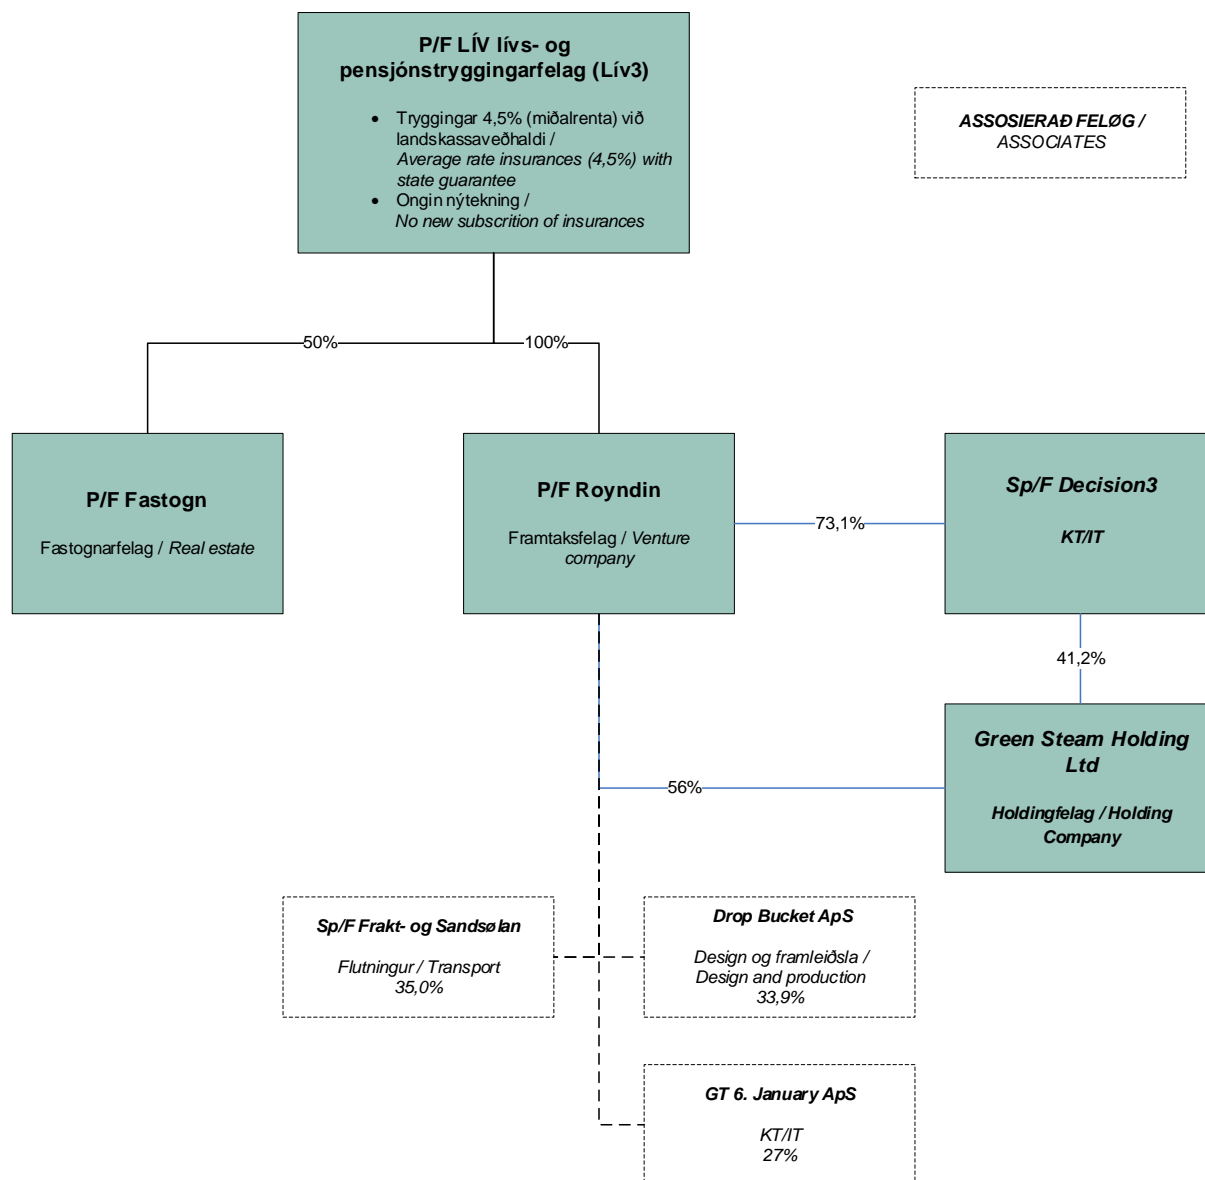 P/F LÍV lívs- og
pensjónstryggingarfelag (Lív3)
• Tryggingar 4,5% (miðalrenta) við
landskassaveðhaldi /
Average rate insurances (4,5%) with
state guarantee
• Ongin nýtekning /
No new subscrition of insurances
ASSOSIERAÐ FELØG /
ASSOCIATES
50%
100%
P/F Fastogn
Fastognarfelag / Real estate
P/F Royndin
Framtaksfelag / Venture
company
73,1%
Sp/F Decision3
KT/IT
41,2%
Green Steam Holding
Ltd
Holdingfelag / Holding
Company
56%
Sp/F Frakt- og Sandsølan
Flutningur / Transport
35,0%
Drop Bucket ApS
Design og framleiðsla /
Design and production
33,9%
GT 6. January ApS
KT/IT
27%